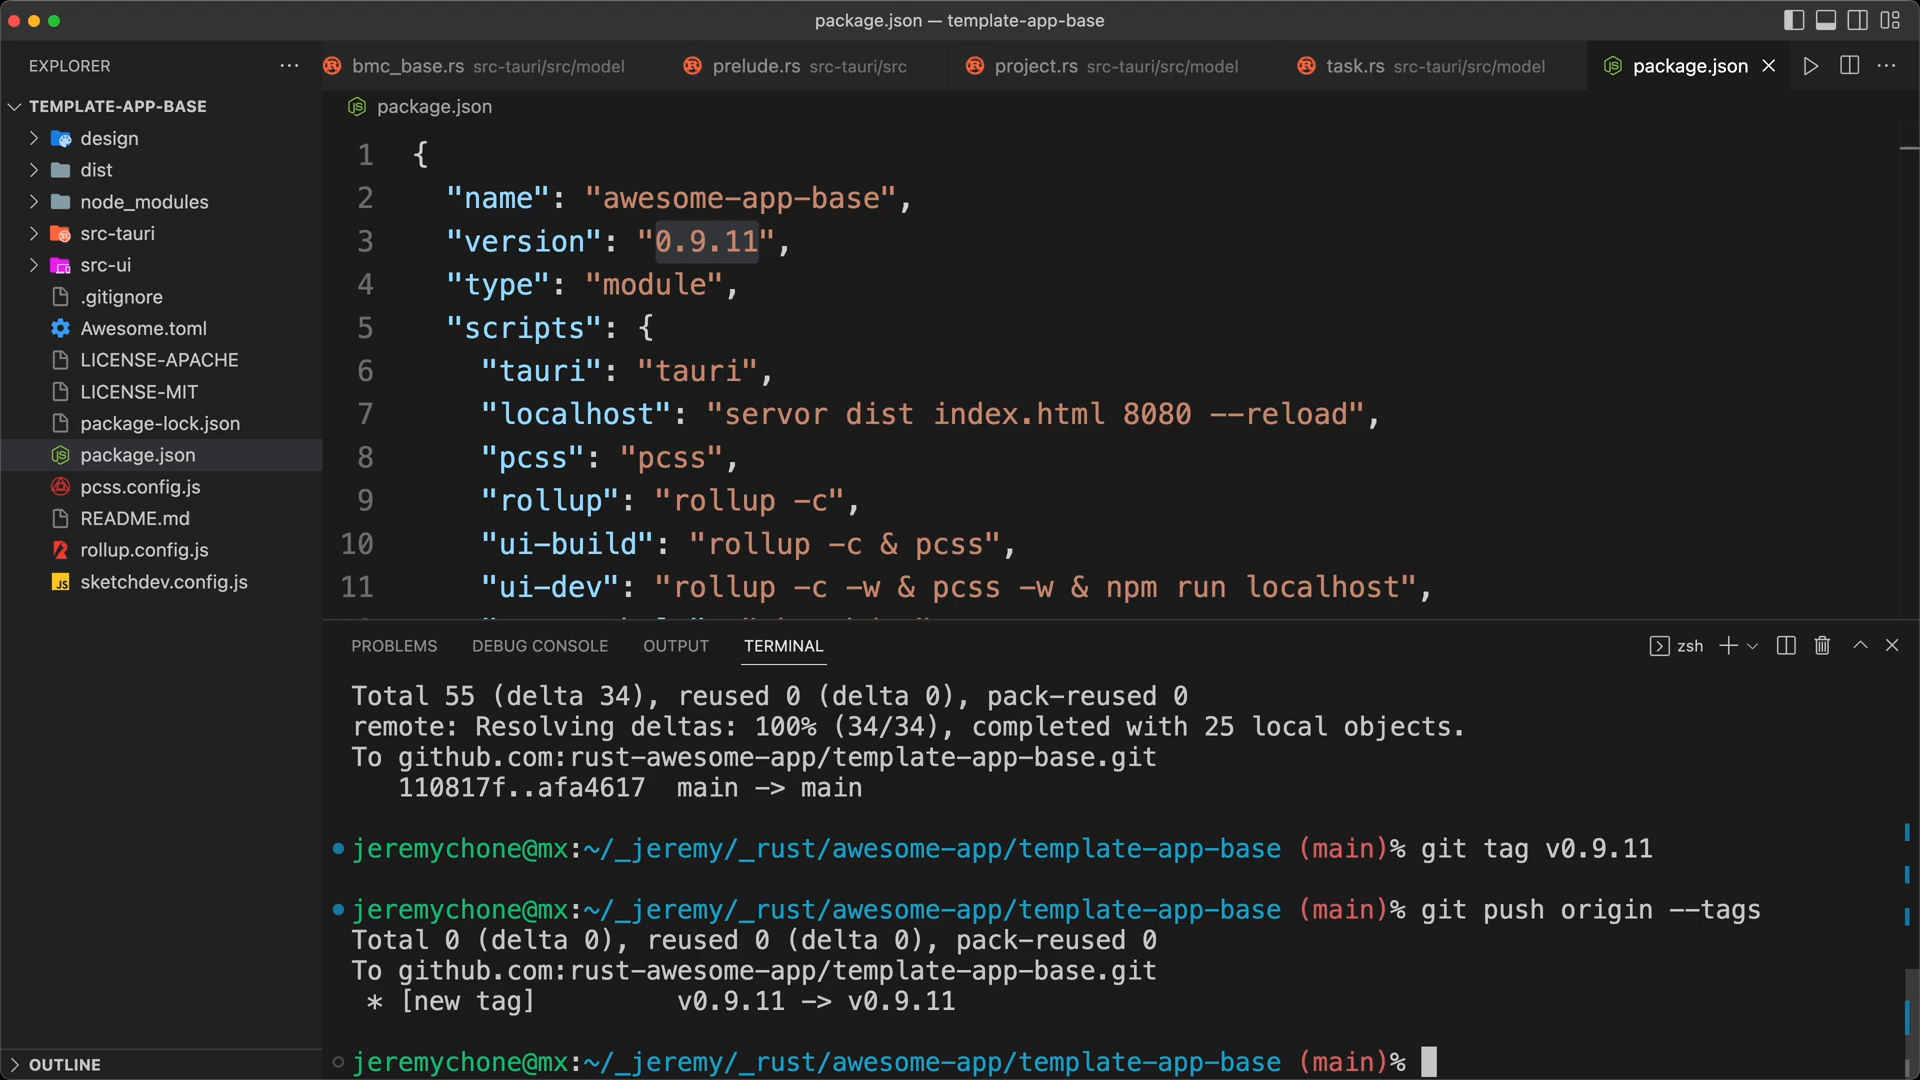 package.json — template-app-base
EXPLORER
bmc_base.rs src-tauri/src/model
prelude.rs src-tauri/src
project.rs src-tauri/src/model
task.rs src-tauri/src/model
package.json
TEMPLATE-APP-BASE
design
dist
node_modules
src-tauri
src-ui
.gitignore
Awesome.toml
LICENSE-APACHE
LICENSE-MIT
package-lock.json
package.json
pcss.config.js
README.md
rollup.config.js
sketchdev.config.js
OUTLINE
package.json
1 {
2 "name": "awesome-app-base",
3 "version": "0.9.11",
4 "type": "module",
5 "scripts": {
6 "tauri": "tauri",
7 "localhost": "servor dist index.html 8080 --reload",
8 "pcss": "pcss",
9 "rollup": "rollup -c",
10 "ui-build": "rollup -c & pcss",
11 "ui-dev": "rollup -c -w & pcss -w & npm run localhost",
PROBLEMS DEBUG CONSOLE OUTPUT TERMINAL
zsh
Total 55 (delta 34), reused 0 (delta 0), pack-reused 0
remote: Resolving deltas: 100% (34/34), completed with 25 local objects.
To github.com:rust-awesome-app/template-app-base.git
110817f..afa4617 main -> main
jeremychone@mx:~/_jeremy/_rust/awesome-app/template-app-base (main)% git tag v0.9.11
jeremychone@mx:~/_jeremy/_rust/awesome-app/template-app-base (main)% git push origin --tags
Total 0 (delta 0), reused 0 (delta 0), pack-reused 0
To github.com:rust-awesome-app/template-app-base.git
* [new tag] v0.9.11 -> v0.9.11
jeremychone@mx:~/_jeremy/_rust/awesome-app/template-app-base (main)%